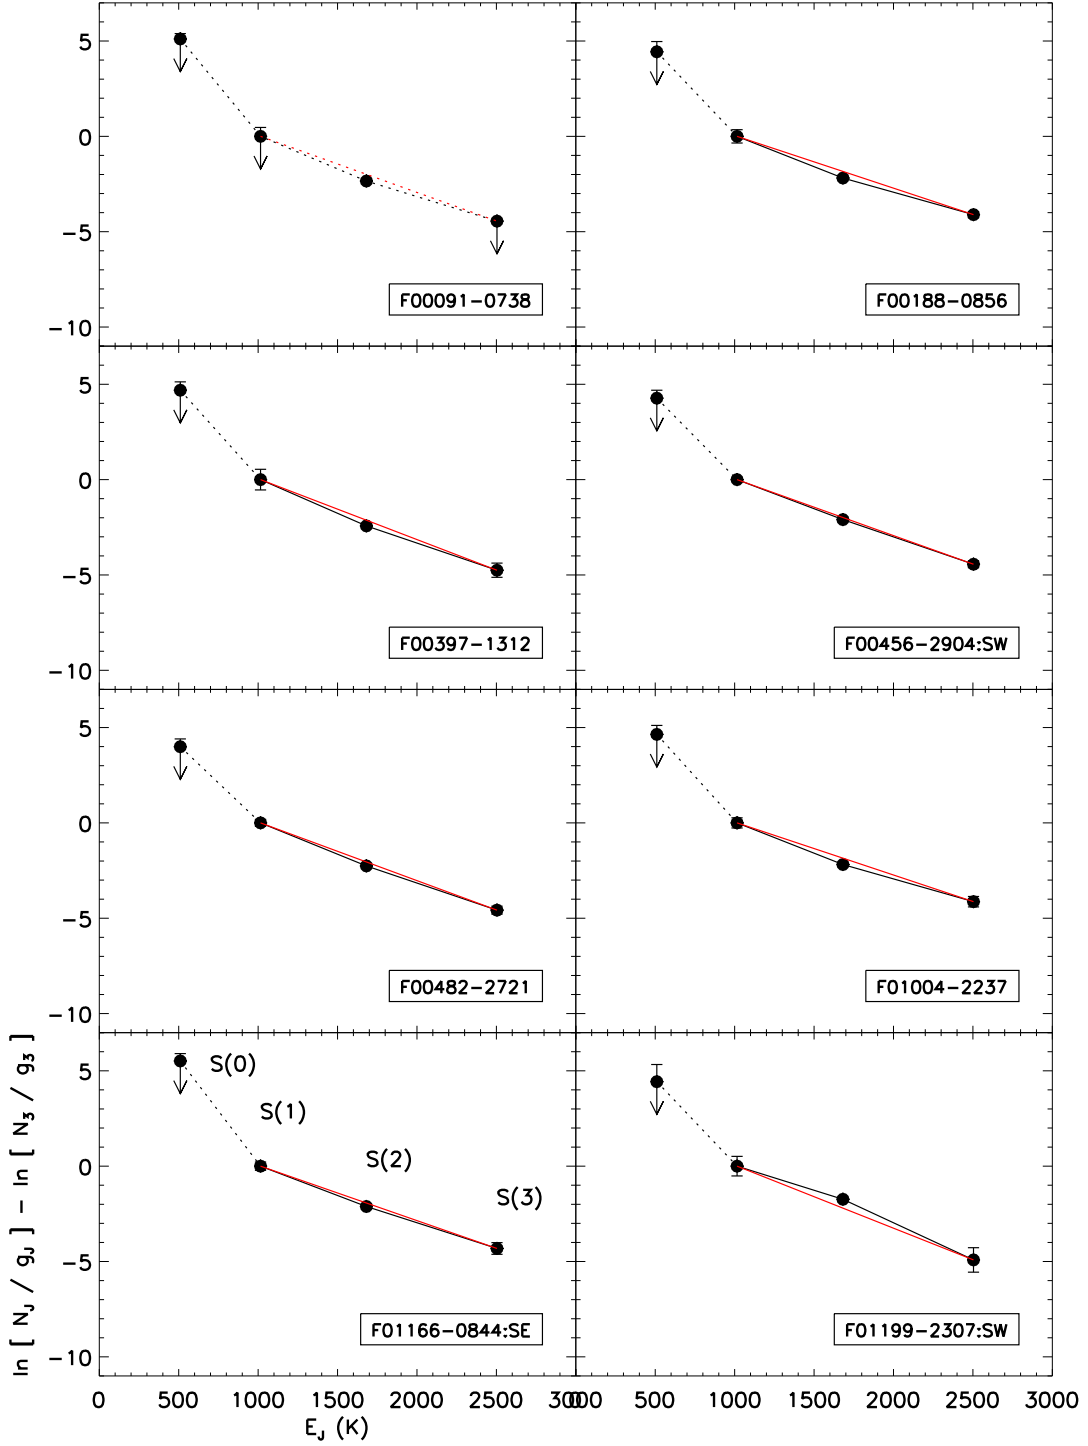 5
0
−5
−10
F00091−0738
F00188−0856
5
0
−5
−10
F00397−1312
F00456−2904:SW
5
0
−5
−10
F00482−2721
F01004−2237
5
0
−5
−10
S(0)
S(1)
S(2)
S(3)
F01166−0844:SE
F01199−2307:SW
0 500 1000 1500 2000 2500 3000 500 1000 1500 2000 2500 3000
E_J (K)
ln [ N_J / g_J ] − ln [ N_3 / g_3 ]